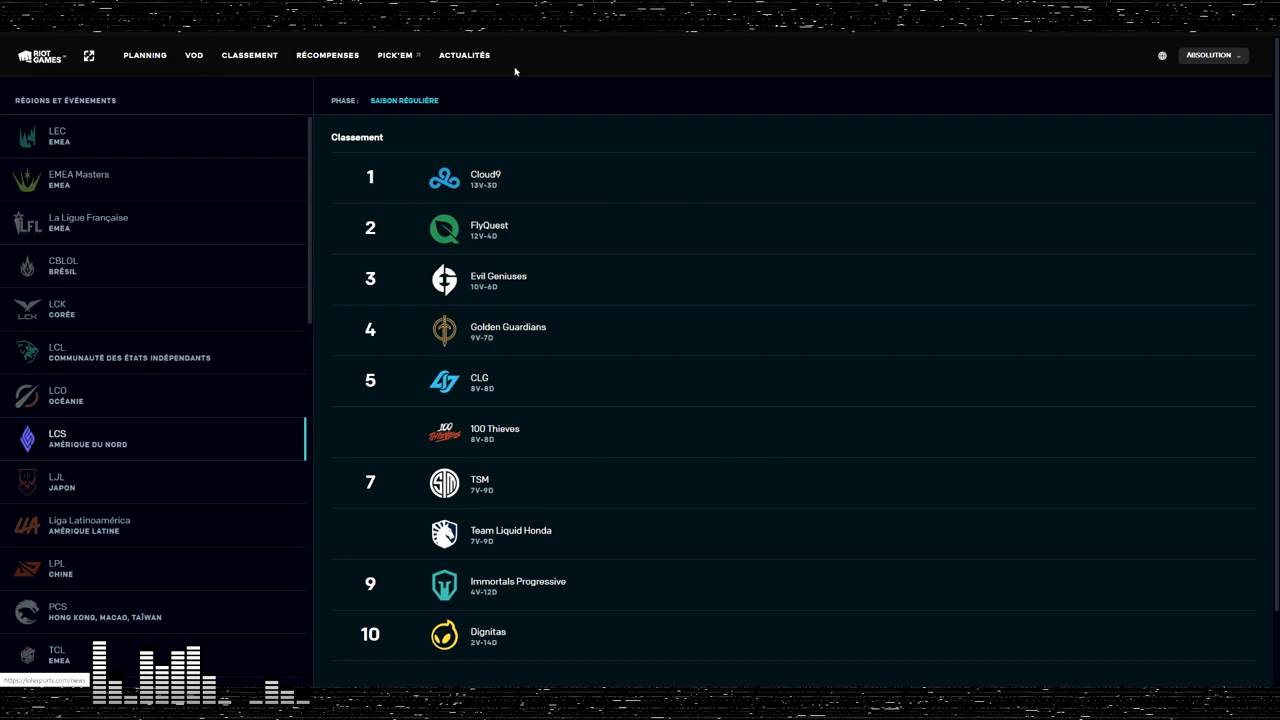 RIOT GAMES
PLANNING
VOD
CLASSEMENT
RÉCOMPENSES
PICK'EM
ACTUALITÉS
ABSOLUTION
RÉGIONS ET ÉVÉNEMENTS
LEC
EMEA
EMEA Masters
EMEA
LFL
La Ligue Française
EMEA
CBLOL
BRÉSIL
LCK
LCK
CORÉE
LCL
COMMUNAUTÉ DES ÉTATS INDÉPENDANTS
LCO
OCÉANIE
LCS
AMÉRIQUE DU NORD
LJL
JAPON
Liga Latinoamérica
AMÉRIQUE LATINE
LPL
CHINE
PCS
HONG KONG, MACAO, TAÏWAN
TCL
EMEA
https://lolesports.com/news
PHASE :
SAISON RÉGULIÈRE
Classement
1
Cloud9
13V-3D
2
FlyQuest
12V-4D
3
Evil Geniuses
10V-6D
4
Golden Guardians
9V-7D
5
CLG
8V-8D
100 THIEVES
100 Thieves
8V-8D
7
TSM
TSM
7V-9D
Team Liquid Honda
7V-9D
9
Immortals Progressive
4V-12D
10
Dignitas
2V-14D